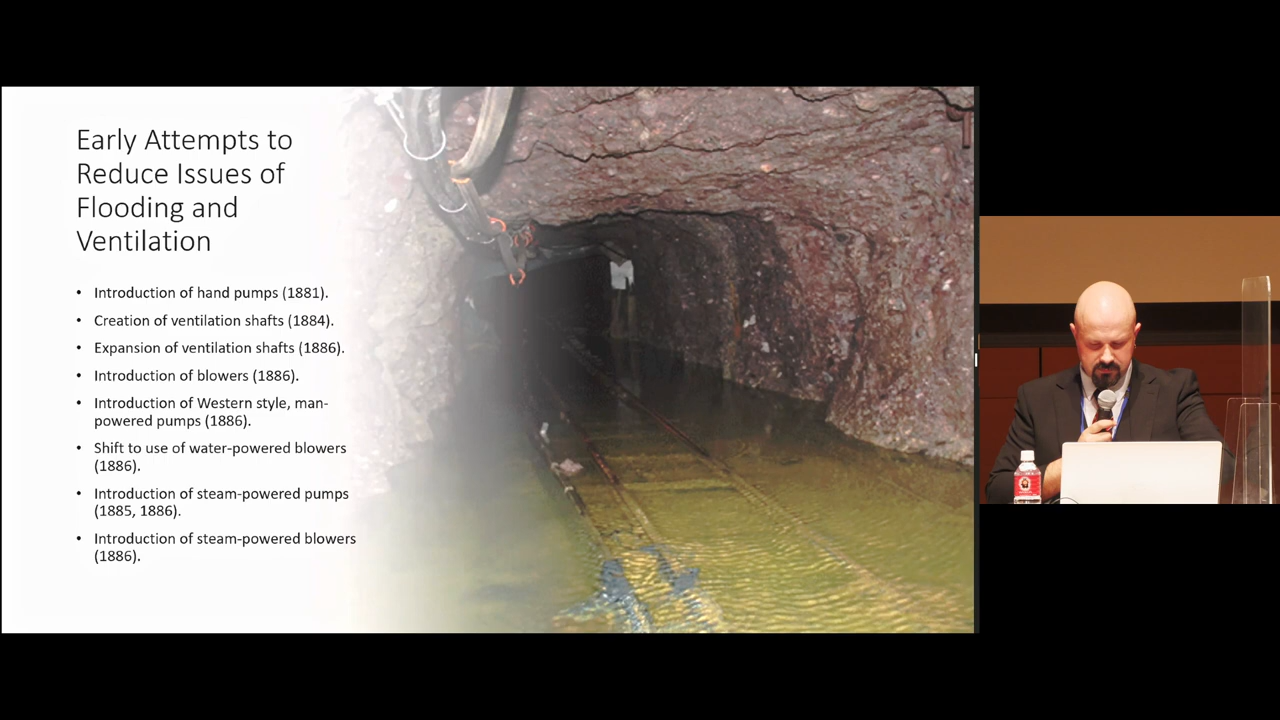 Early Attempts to
Reduce Issues of
Flooding and
Ventilation
• Introduction of hand pumps (1881).
• Creation of ventilation shafts (1884).
• Expansion of ventilation shafts (1886).
• Introduction of blowers (1886).
• Introduction of Western style, man-
powered pumps (1886).
• Shift to use of water-powered blowers
(1886).
• Introduction of steam-powered pumps
(1885, 1886).
• Introduction of steam-powered blowers
(1886).